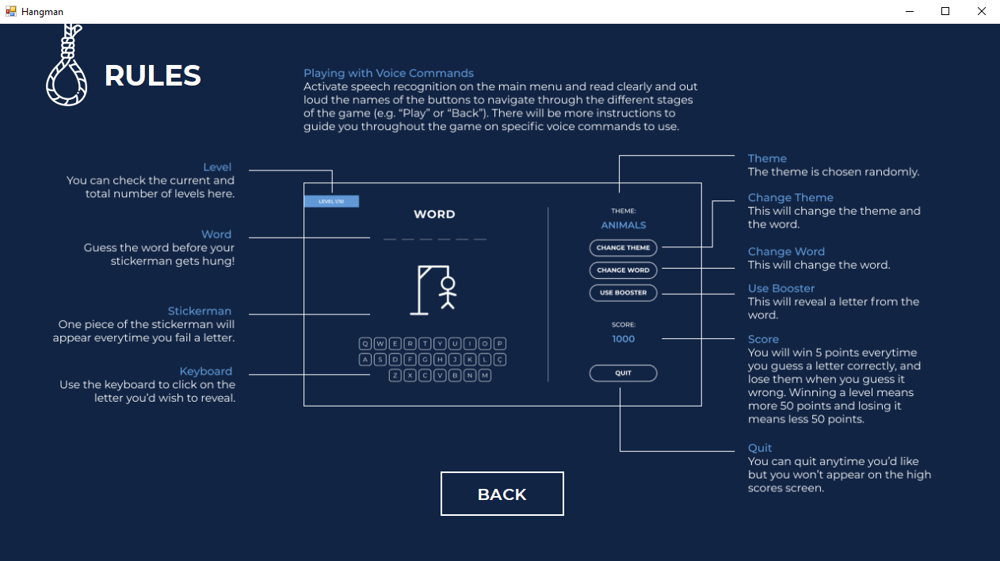 Hangman
RULES
Playing with Voice Commands
Activate speech recognition on the main menu and read clearly and out
loud the names of the buttons to navigate through the different stages
of the game (e.g. “Play” or “Back”). There will be more instructions to
guide you throughout the game on specific voice commands to use.
Level
You can check the current and
total number of levels here.
Word
Guess the word before your
stickerman gets hung!
Stickerman
One piece of the stickerman will
appear everytime you fail a letter.
Keyboard
Use the keyboard to click on the
letter you’d wish to reveal.
LEVEL 1/10
WORD
Q W E R T Y U I O P
A S D F G H J K L Ç
Z X C V B N M
THEME:
ANIMALS
CHANGE THEME
CHANGE WORD
USE BOOSTER
SCORE:
1000
QUIT
Theme
The theme is chosen randomly.
Change Theme
This will change the theme and
the word.
Change Word
This will change the word.
Use Booster
This will reveal a letter from the
word.
Score
You will win 5 points everytime
you guess a letter correctly, and
lose them when you guess it
wrong. Winning a level means
more 50 points and losing it
means less 50 points.
Quit
You can quit anytime you’d like
but you won’t appear on the high
scores screen.
BACK